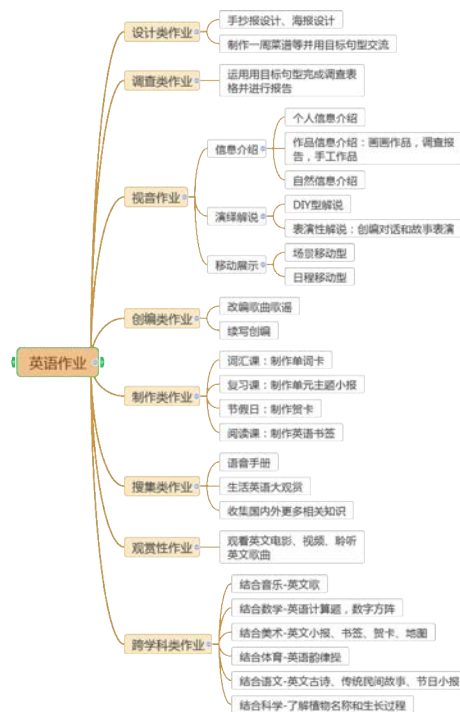 手抄报设计、海报设计
设计类作业
制作一周菜谱等并用目标句型交流
调查类作业
运用用目标句型完成调查表
格并进行报告
个人信息介绍
信息介绍
作品信息介绍：画画作品，调查报
告，手工作品
自然信息介绍
视音作业
DIY型解说
演绎解说
表演性解说：创编对话和故事表演
场景移动型
移动展示
日程移动型
改编歌曲歌谣
创编类作业
续写创编
英语作业
词汇课：制作单词卡
复习课：制作单元主题小报
制作类作业
节假日：制作贺卡
阅读课：制作英语书签
语音手册
搜集类作业
生活英语大观赏
收集国内外更多相关知识
观赏性作业
观看英文电影、视频、聆听
英文歌曲
结合音乐-英文歌
结合数学-英语计算题，数字方阵
结合美术-英文小报、书签、贺卡、地图
跨学科类作业
结合体育-英语韵律操
结合语文-英文古诗、传统民间故事、节日小报
结合科学-了解植物名称和生长过程